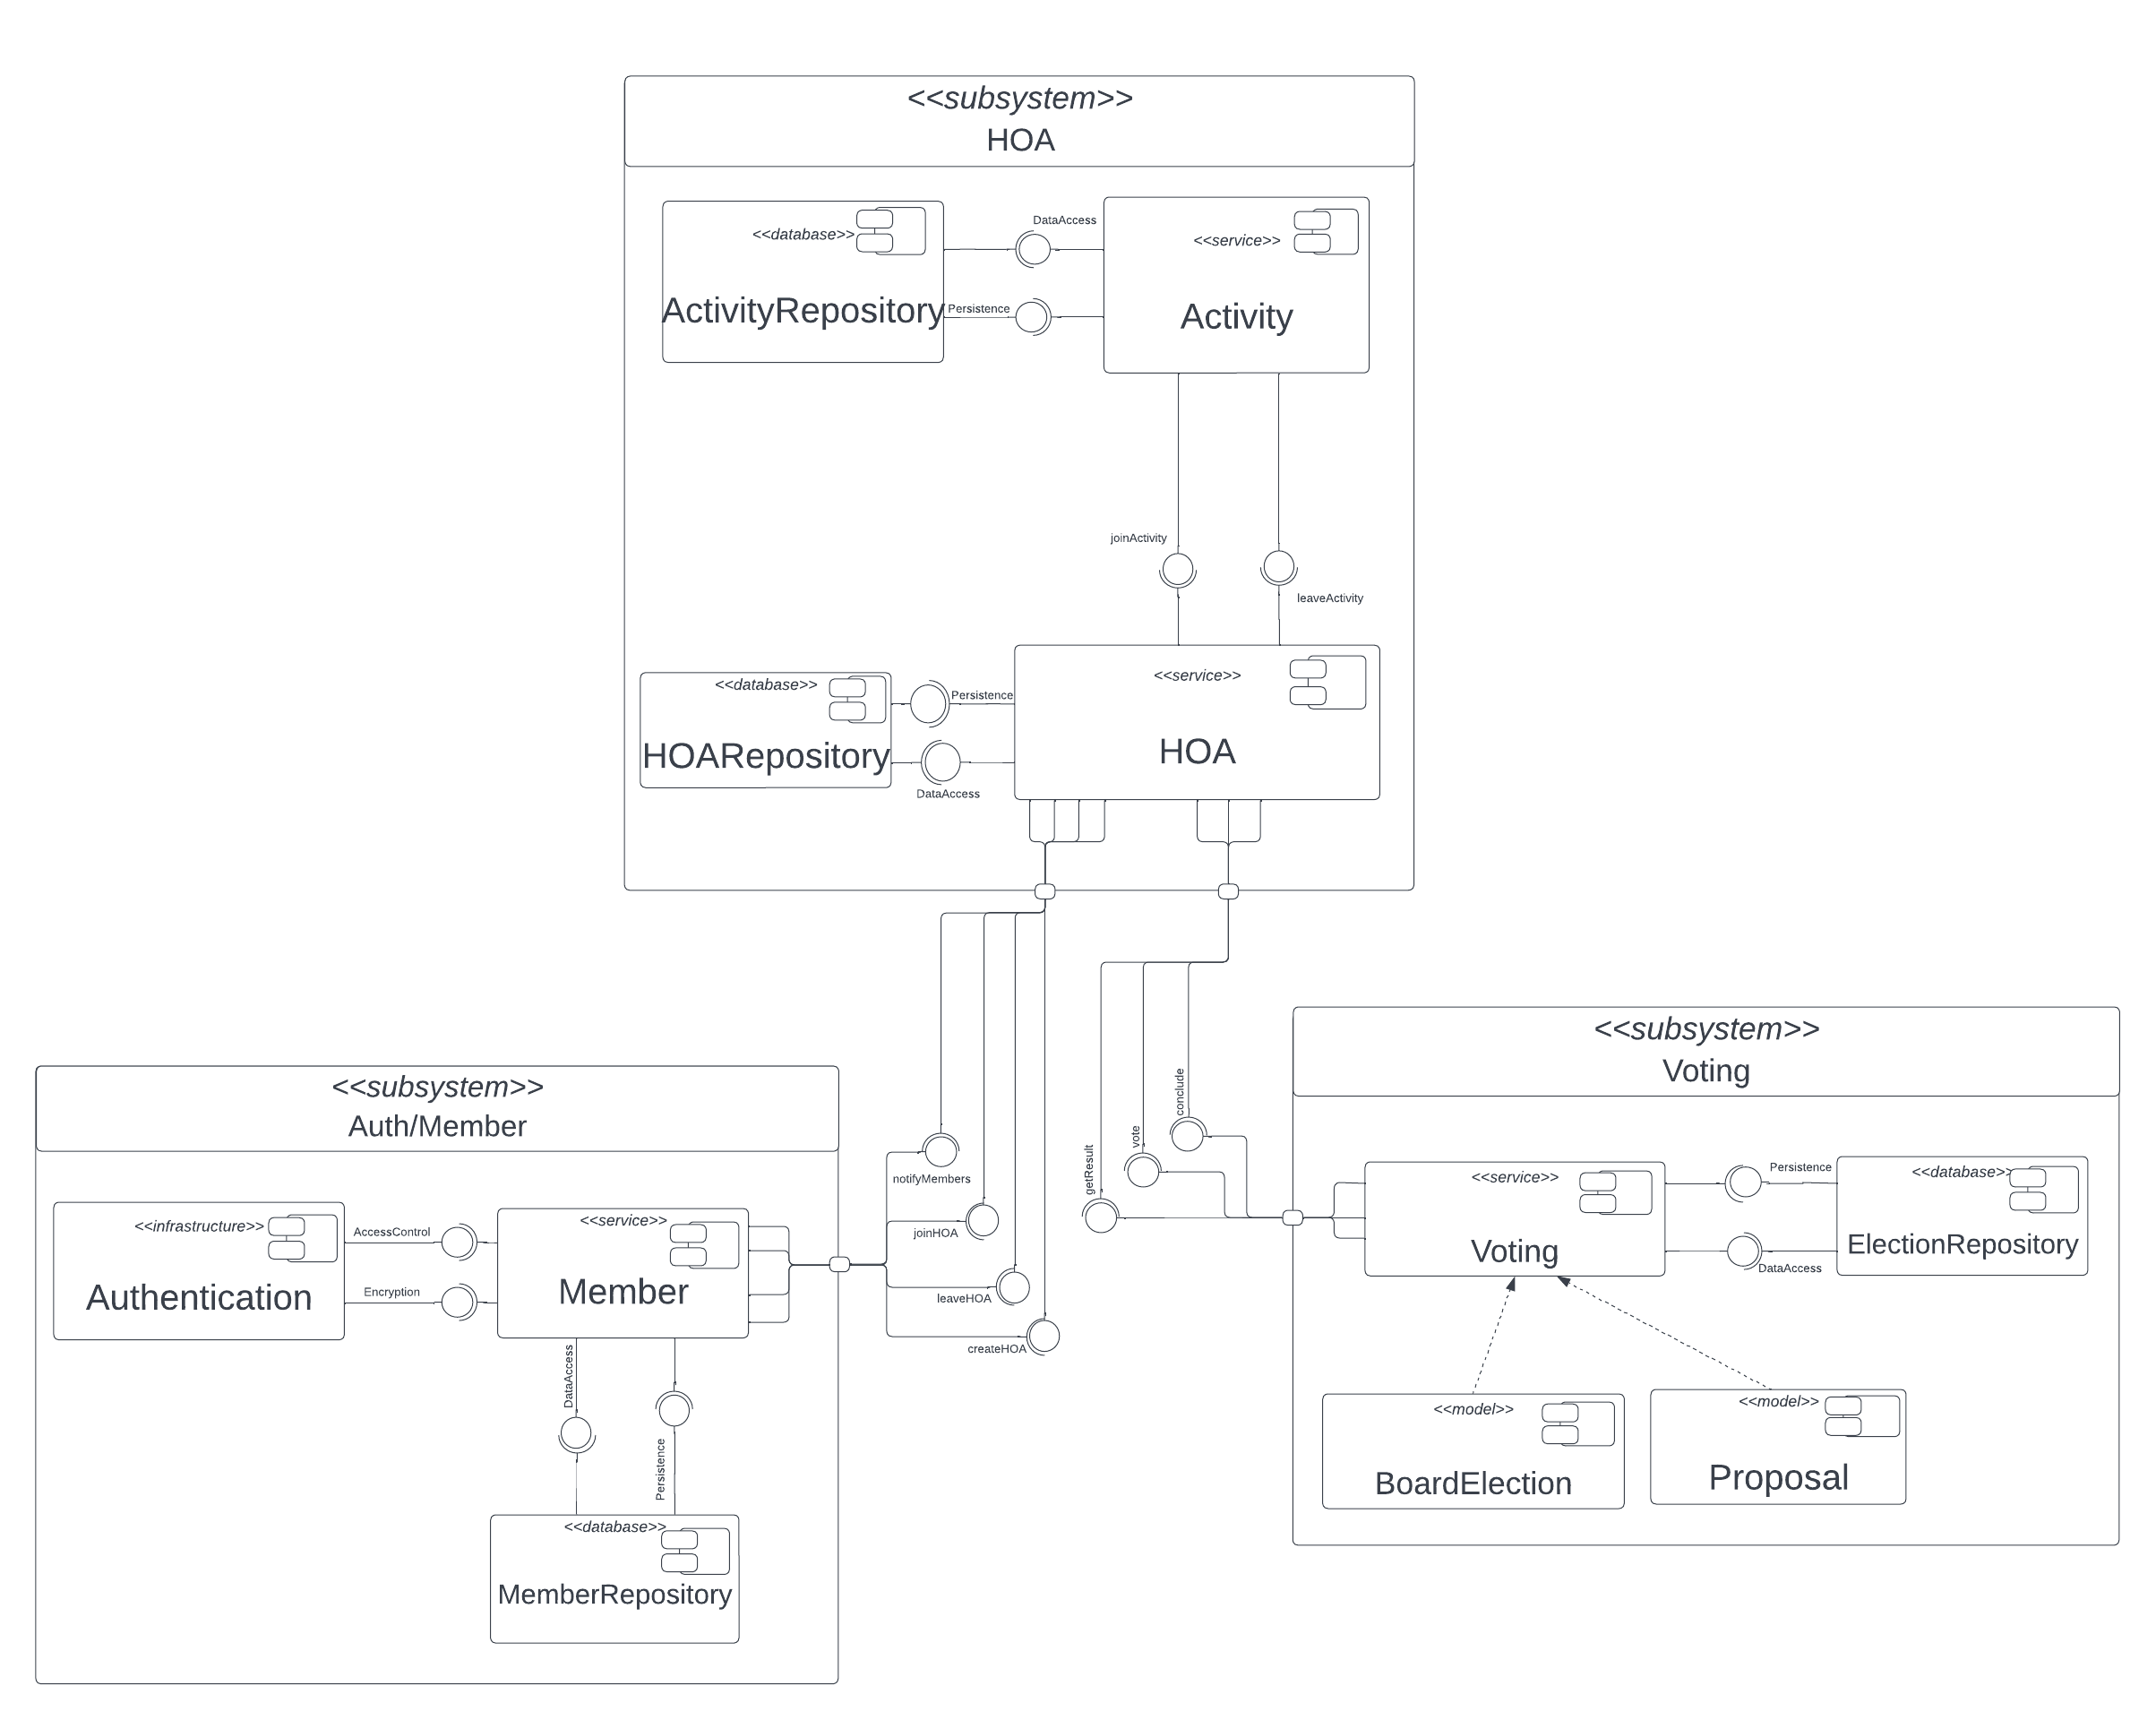 <<subsystem>>
HOA
<<database>>
ActivityRepository
DataAccess
Persistence
<<service>>
Activity
joinActivity
leaveActivity
<<database>>
HOARepository
Persistence
DataAccess
<<service>>
HOA
<<subsystem>>
Auth/Member
<<infrastructure>>
Authentication
AccessControl
Encryption
<<service>>
Member
DataAccess
Persistence
<<database>>
MemberRepository
notifyMembers
joinHOA
leaveHOA
createHOA
getResult
vote
conclude
<<subsystem>>
Voting
<<service>>
Voting
Persistence
DataAccess
<<database>>
ElectionRepository
<<model>>
BoardElection
<<model>>
Proposal